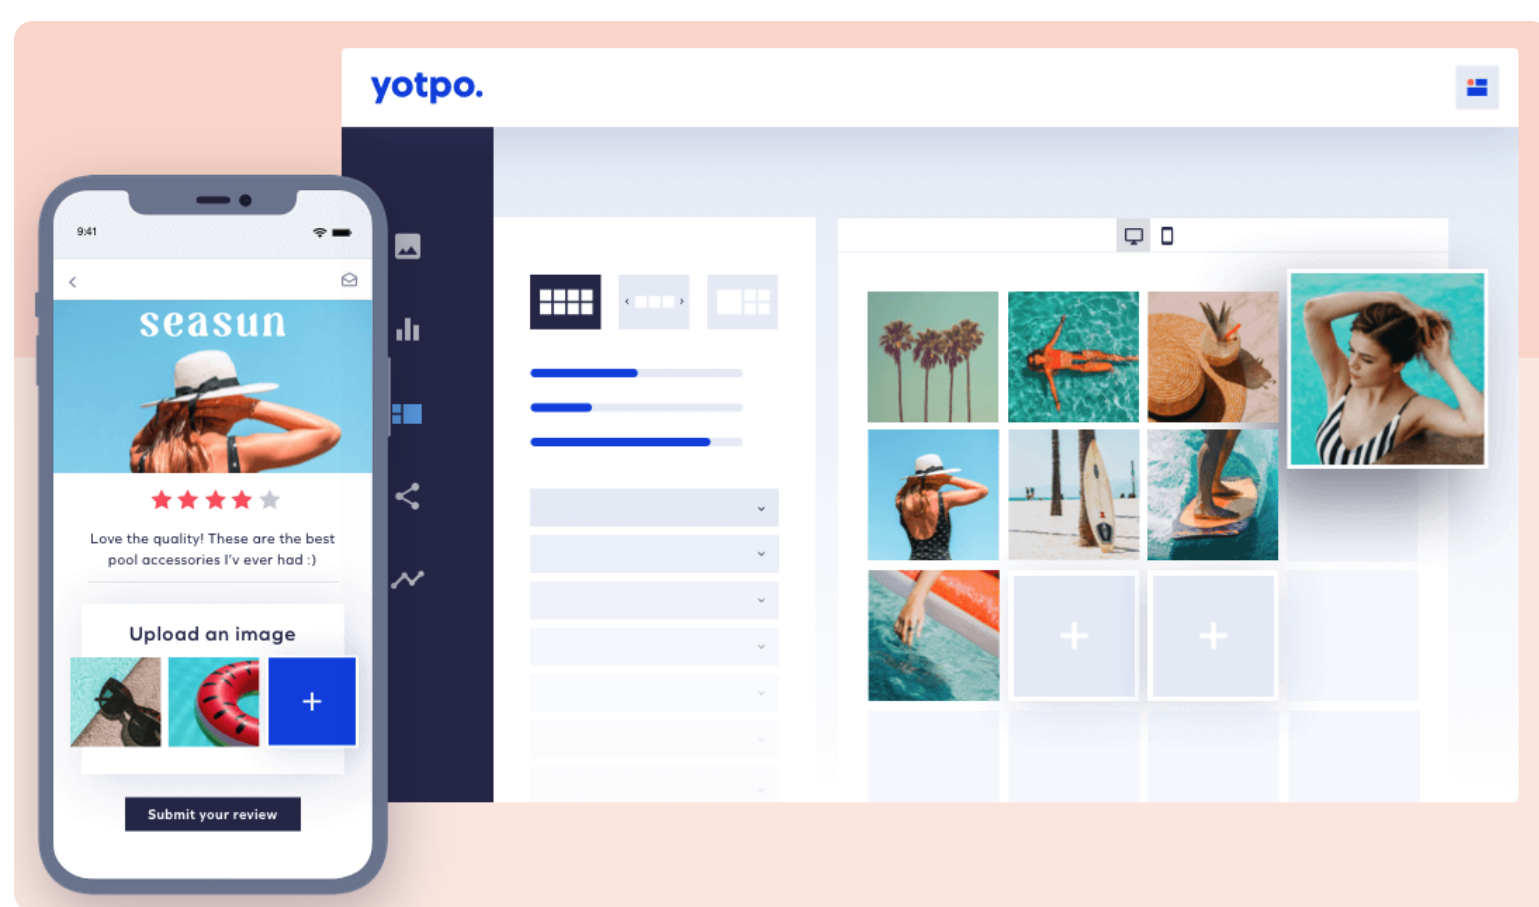 yotpo.
9:41
seasun
Love the quality! These are the best
pool accessories I'v ever had :)
Upload an image
Submit your review